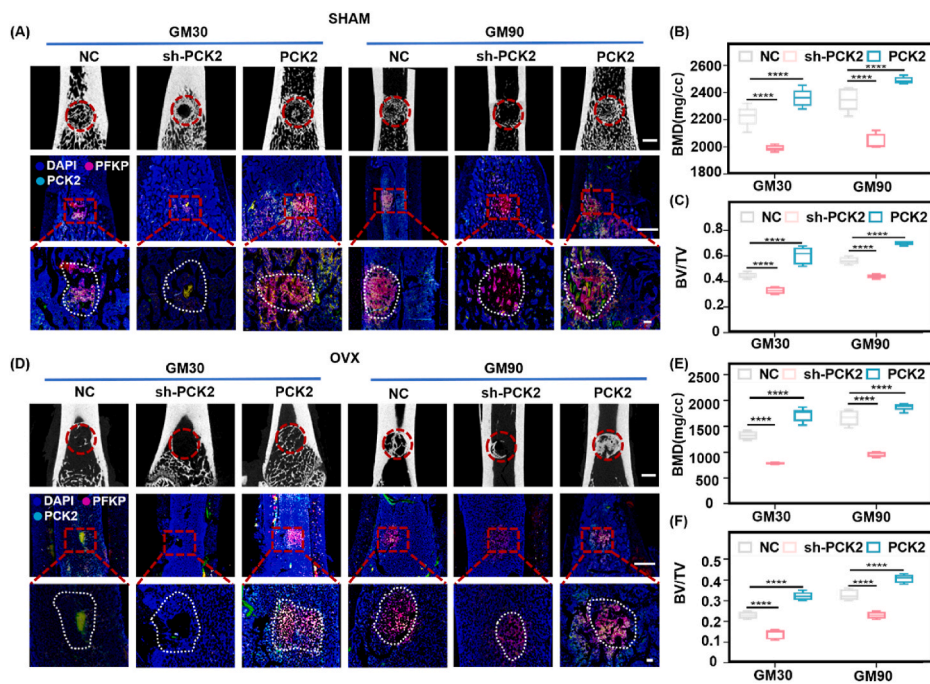 SHAM
(A)
GM30 GM90
NC sh-PCK2 PCK2 NC sh-PCK2 PCK2
DAPI PFKP
PCK2
(B)
NC sh-PCK2 PCK2
BMD(mg/cc)
2600
2400
2200
2000
1800
**** **** **** ****
GM30 GM90
(C)
NC sh-PCK2 PCK2
BV/TV
0.8
0.6
0.4
0.2
0
**** **** **** ****
GM30 GM90
OVX
(D)
GM30 GM90
NC sh-PCK2 PCK2 NC sh-PCK2 PCK2
DAPI PFKP
PCK2
(E)
NC sh-PCK2 PCK2
BMD(mg/cc)
2500
2000
1500
1000
500
0
**** **** **** ****
GM30 GM90
(F)
NC sh-PCK2 PCK2
BV/TV
0.5
0.4
0.3
0.2
0.1
0
**** **** **** ****
GM30 GM90